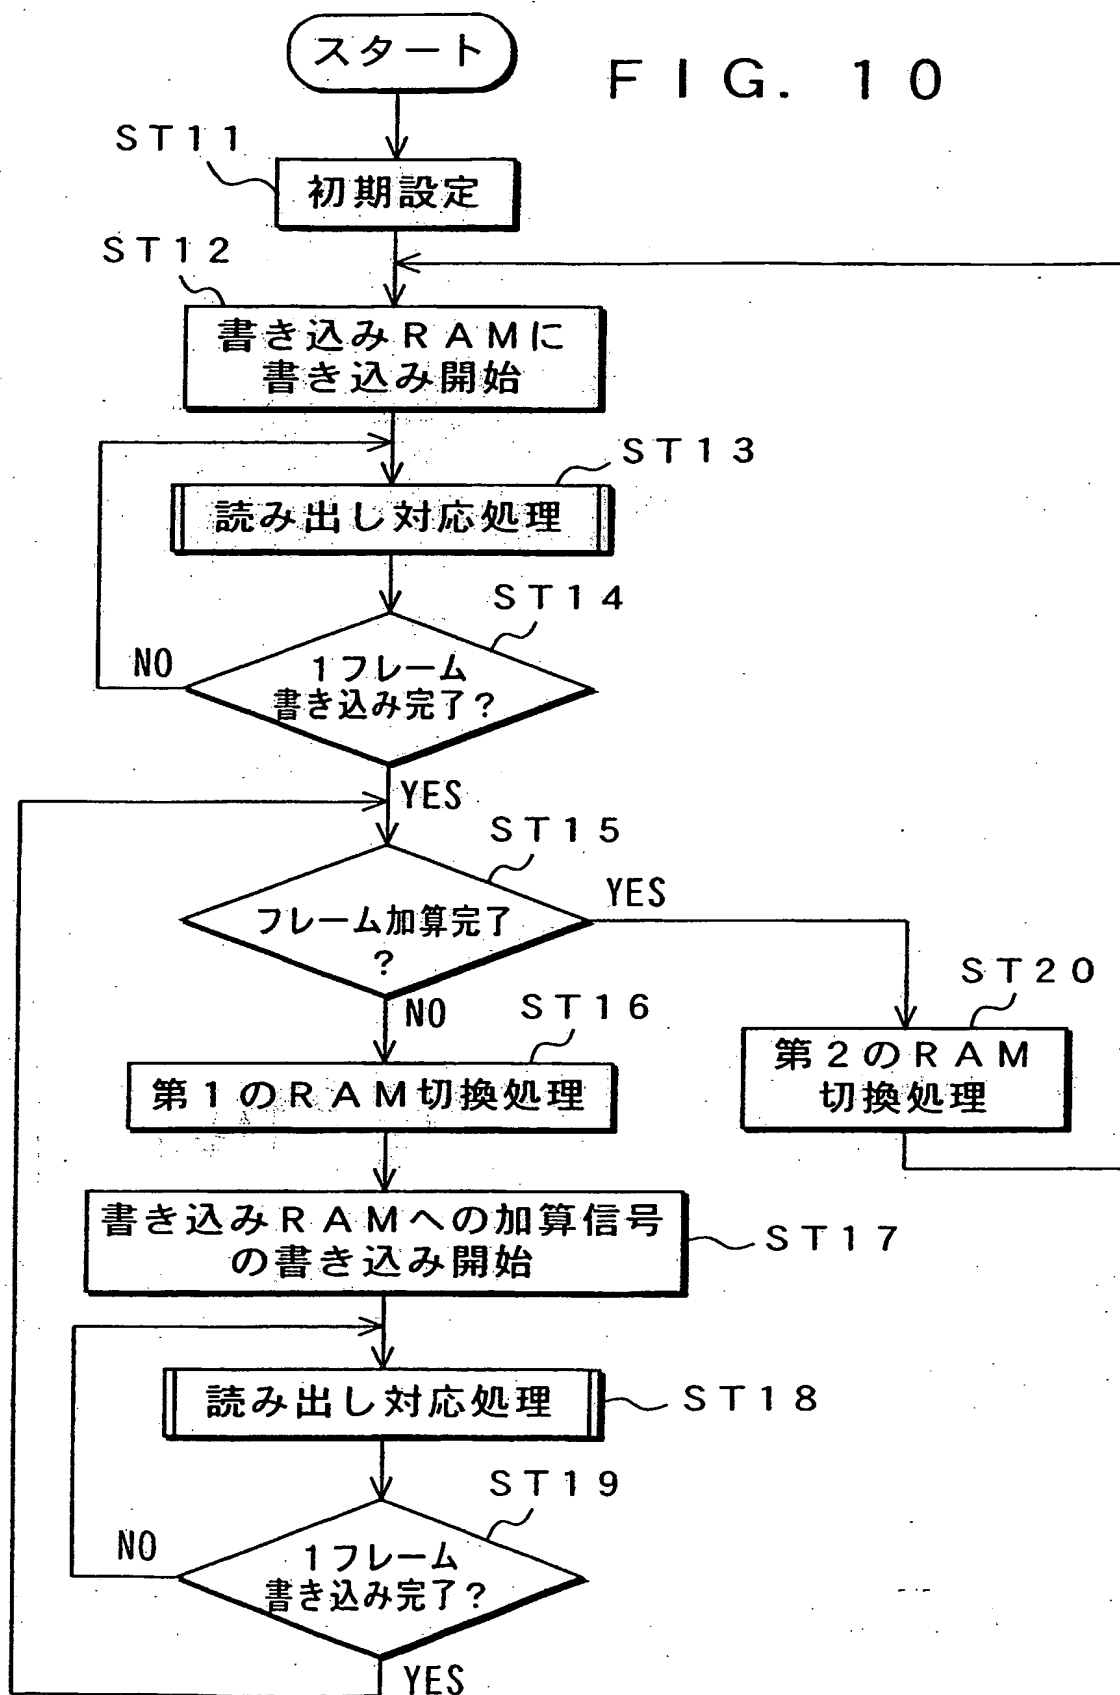 スタート
FIG. 10
ST11
初期設定
ST12
書き込みRAMに
書き込み開始
ST13
読み出し対応処理
ST14
NO
1フレーム
書き込み完了?
YES
ST15
YES
フレーム加算完了
?
ST20
NO
ST16
第2のRAM
切換処理
第1のRAM切換処理
書き込みRAMへの加算信号
の書き込み開始
ST17
読み出し対応処理
ST18
ST19
NO
1フレーム
書き込み完了?
YES